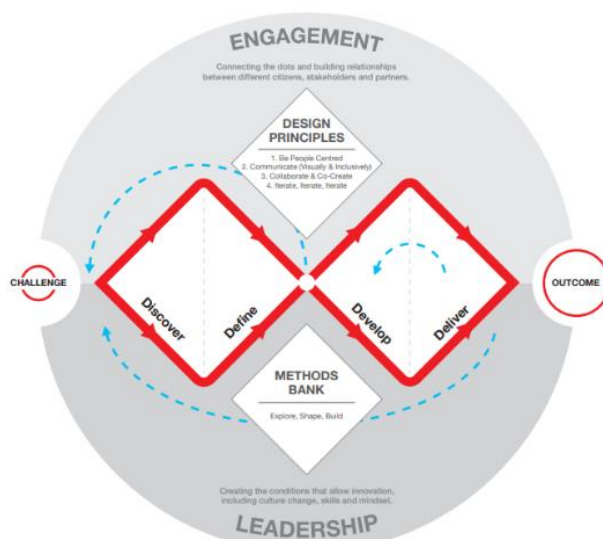 ENGAGEMENT
Connecting the dots and building relationships
between different citizens, stakeholders and partners.
DESIGN
PRINCIPLES
1. Be People Centred
2. Communicate (Visually & Inclusively)
3. Collaborate & Co-Create
4. Iterate, Iterate, Iterate
CHALLENGE
Discover
Define
Develop
Deliver
OUTCOME
METHODS
BANK
Explore, Shape, Build
Creating the conditions that allow innovation,
including culture change, skills and mindset.
LEADERSHIP